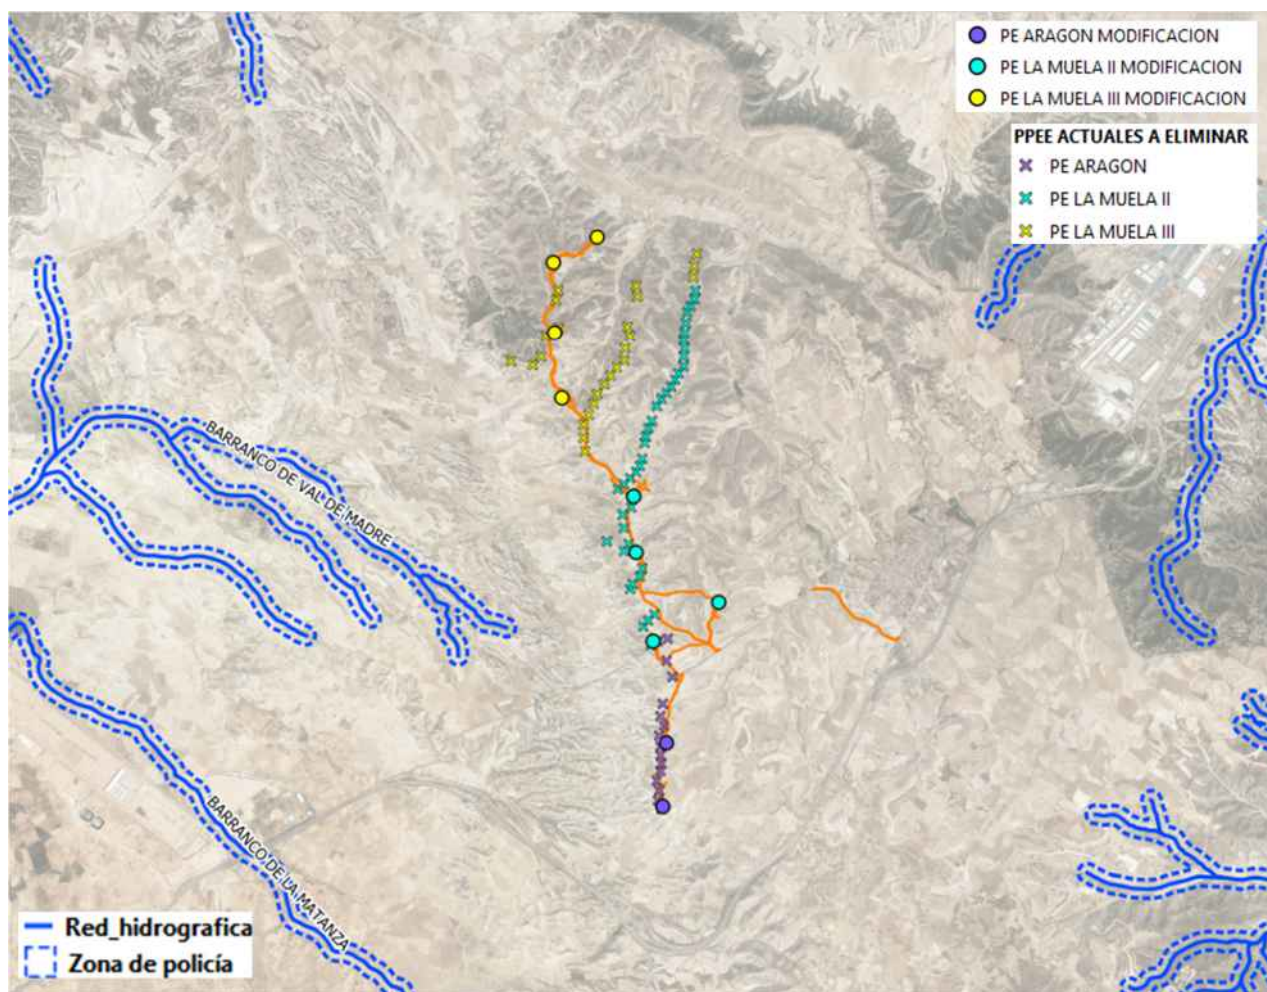 PE ARAGON MODIFICACION
PE LA MUELA II MODIFICACION
PE LA MUELA III MODIFICACION
PPEE ACTUALES A ELIMINAR
PE ARAGON
PE LA MUELA II
PE LA MUELA III
BARRANCO DE VAL DE MADRE
BARRANCO DE LA MATANZA
Red_hidrografica
Zona de policía